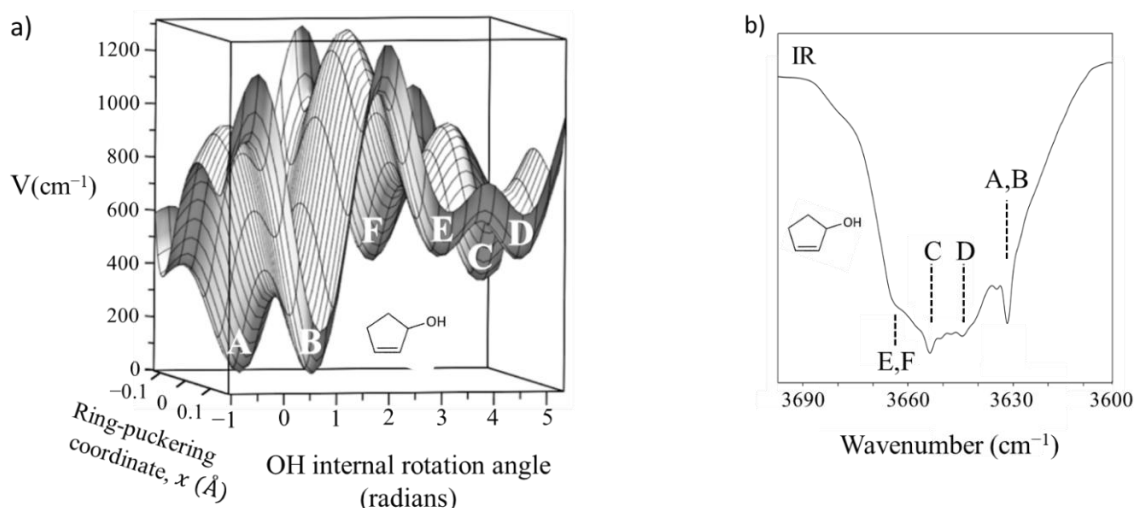 a)
1200
1000
800
V(cm⁻¹)
600
400
200
0
A
B
F
E
C
D
OH
−0.1
0
0.1
Ring-puckering
coordinate, x (Å)
−1 0 1 2 3 4 5
OH internal rotation angle
(radians)
b)
IR
A,B
OH
C D
E,F
3690 3660 3630 3600
Wavenumber (cm⁻¹)